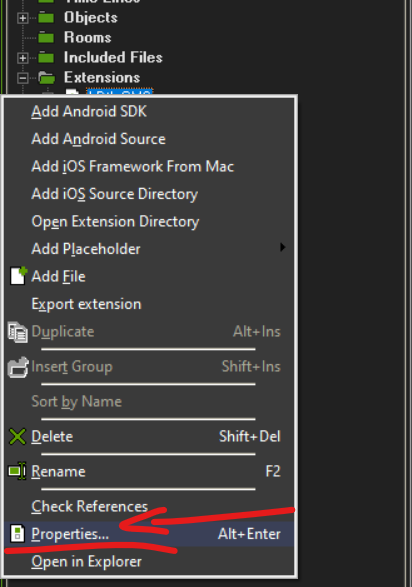 Time Lines
Objects
Rooms
Included Files
Extensions
Add Android SDK
Add Android Source
Add iOS Framework From Mac
Add iOS Source Directory
Open Extension Directory
Add Placeholder
Add File
Export extension
Duplicate Alt+Ins
Insert Group Shift+Ins
Sort by Name
Delete Shift+Del
Rename F2
Check References
Properties... Alt+Enter
Open in Explorer